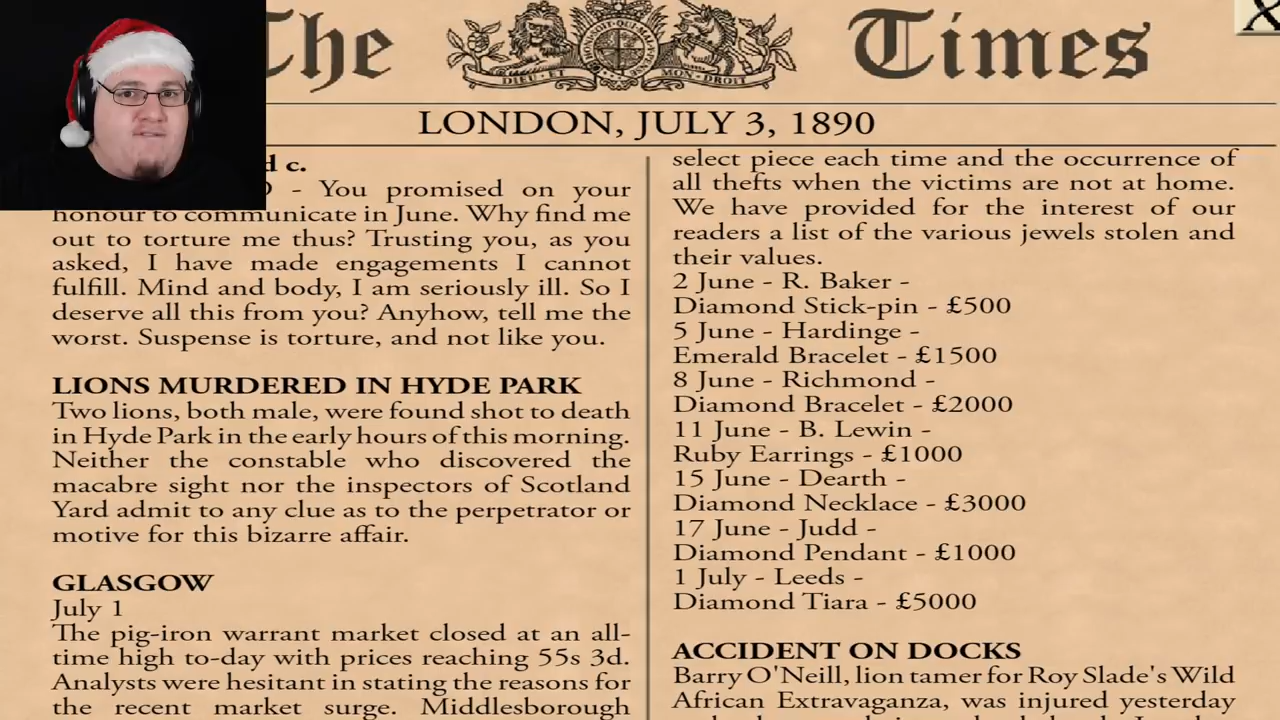 The Times
DIEU · ET MON · DROIT
LONDON, JULY 3, 1890
d c.
- You promised on your
honour to communicate in June. Why find me
out to torture me thus? Trusting you, as you
asked, I have made engagements I cannot
fulfill. Mind and body, I am seriously ill. So I
deserve all this from you? Anyhow, tell me the
worst. Suspense is torture, and not like you.
LIONS MURDERED IN HYDE PARK
Two lions, both male, were found shot to death
in Hyde Park in the early hours of this morning.
Neither the constable who discovered the
macabre sight nor the inspectors of Scotland
Yard admit to any clue as to the perpetrator or
motive for this bizarre affair.
GLASGOW
July 1
The pig-iron warrant market closed at an all-
time high to-day with prices reaching 55s 3d.
Analysts were hesitant in stating the reasons for
the recent market surge. Middlesborough
select piece each time and the occurrence of
all thefts when the victims are not at home.
We have provided for the interest of our
readers a list of the various jewels stolen and
their values.
2 June - R. Baker -
Diamond Stick-pin - £500
5 June - Hardinge -
Emerald Bracelet - £1500
8 June - Richmond -
Diamond Bracelet - £2000
11 June - B. Lewin -
Ruby Earrings - £1000
15 June - Dearth -
Diamond Necklace - £3000
17 June - Judd -
Diamond Pendant - £1000
1 July - Leeds -
Diamond Tiara - £5000
ACCIDENT ON DOCKS
Barry O'Neill, lion tamer for Roy Slade's Wild
African Extravaganza, was injured yesterday